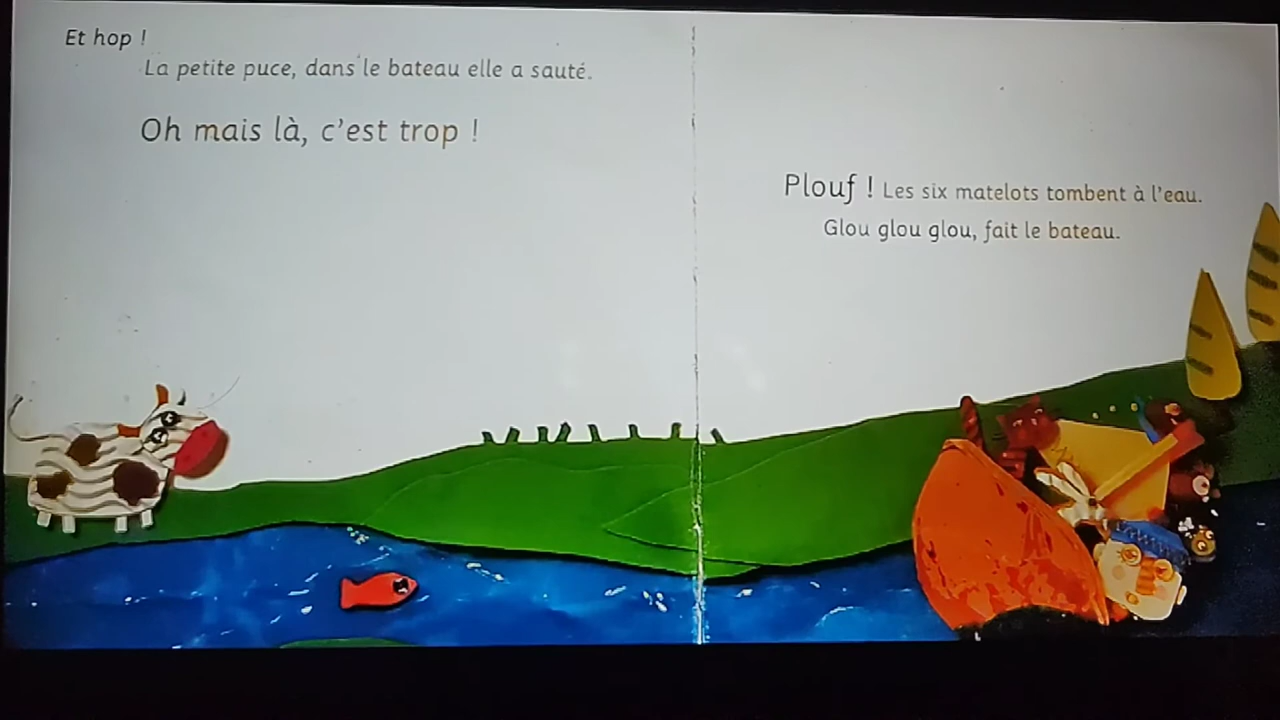 Et hop !
La petite puce, dans le bateau elle a sauté.
Oh mais là, c'est trop !
Plouf ! Les six matelots tombent à l'eau.
Glou glou glou, fait le bateau.